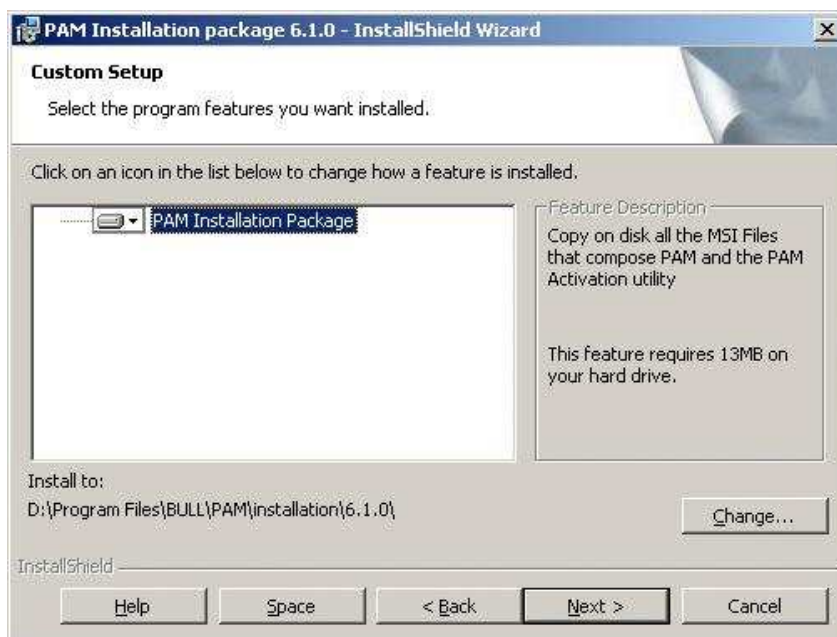 PAM Installation package 6.1.0 - InstallShield Wizard
Custom Setup
Select the program features you want installed.
Click on an icon in the list below to change how a feature is installed.
PAM Installation Package
Feature Description
Copy on disk all the MSI Files
that compose PAM and the PAM
Activation utility
This feature requires 13MB on
your hard drive.
Install to:
D:\Program Files\BULL\PAM\installation\6.1.0\
Change...
InstallShield
Help
Space
< Back
Next >
Cancel